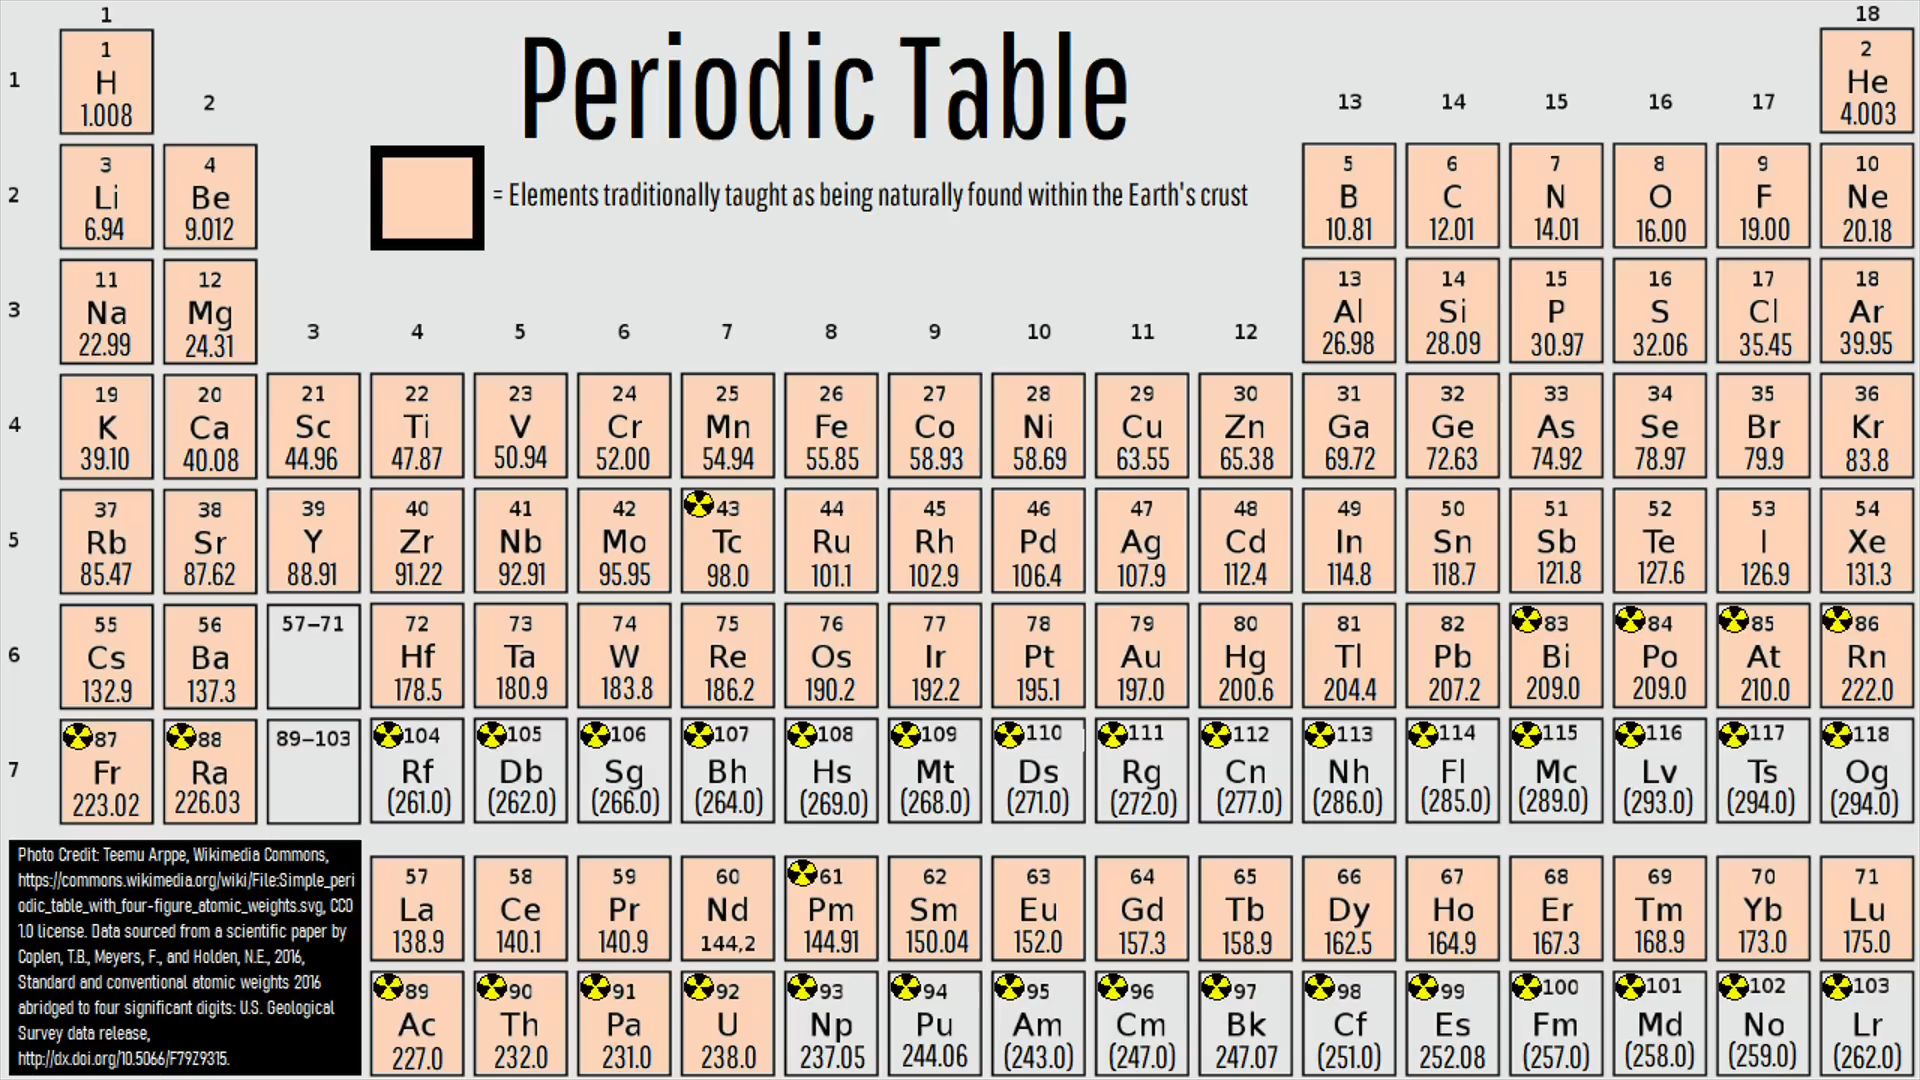 1
18
Periodic Table
1
1
H
1.008
2
He
4.003
2
13
14
15
16
17
2
3
Li
6.94
4
Be
9.012
= Elements traditionally taught as being naturally found within the Earth's crust
5
B
10.81
6
C
12.01
7
N
14.01
8
O
16.00
9
F
19.00
10
Ne
20.18
3
11
Na
22.99
12
Mg
24.31
3
4
5
6
7
8
9
10
11
12
13
Al
26.98
14
Si
28.09
15
P
30.97
16
S
32.06
17
Cl
35.45
18
Ar
39.95
4
19
K
39.10
20
Ca
40.08
21
Sc
44.96
22
Ti
47.87
23
V
50.94
24
Cr
52.00
25
Mn
54.94
26
Fe
55.85
27
Co
58.93
28
Ni
58.69
29
Cu
63.55
30
Zn
65.38
31
Ga
69.72
32
Ge
72.63
33
As
74.92
34
Se
78.97
35
Br
79.9
36
Kr
83.8
5
37
Rb
85.47
38
Sr
87.62
39
Y
88.91
40
Zr
91.22
41
Nb
92.91
42
Mo
95.95
43
Tc
98.0
44
Ru
101.1
45
Rh
102.9
46
Pd
106.4
47
Ag
107.9
48
Cd
112.4
49
In
114.8
50
Sn
118.7
51
Sb
121.8
52
Te
127.6
53
I
126.9
54
Xe
131.3
6
55
Cs
132.9
56
Ba
137.3
57–71
72
Hf
178.5
73
Ta
180.9
74
W
183.8
75
Re
186.2
76
Os
190.2
77
Ir
192.2
78
Pt
195.1
79
Au
197.0
80
Hg
200.6
81
Tl
204.4
82
Pb
207.2
83
Bi
209.0
84
Po
209.0
85
At
210.0
86
Rn
222.0
7
87
Fr
223.02
88
Ra
226.03
89–103
104
Rf
(261.0)
105
Db
(262.0)
106
Sg
(266.0)
107
Bh
(264.0)
108
Hs
(269.0)
109
Mt
(268.0)
110
Ds
(271.0)
111
Rg
(272.0)
112
Cn
(277.0)
113
Nh
(286.0)
114
Fl
(285.0)
115
Mc
(289.0)
116
Lv
(293.0)
117
Ts
(294.0)
118
Og
(294.0)
57
La
138.9
58
Ce
140.1
59
Pr
140.9
60
Nd
144,2
61
Pm
144.91
62
Sm
150.04
63
Eu
152.0
64
Gd
157.3
65
Tb
158.9
66
Dy
162.5
67
Ho
164.9
68
Er
167.3
69
Tm
168.9
70
Yb
173.0
71
Lu
175.0
89
Ac
227.0
90
Th
232.0
91
Pa
231.0
92
U
238.0
93
Np
237.05
94
Pu
244.06
95
Am
(243.0)
96
Cm
(247.0)
97
Bk
247.07
98
Cf
(251.0)
99
Es
252.08
100
Fm
(257.0)
101
Md
(258.0)
102
No
(259.0)
103
Lr
(262.0)
Photo Credit: Teemu Arppe, Wikimedia Commons,
https://commons.wikimedia.org/wiki/File:Simple_peri
odic_table_with_four-figure_atomic_weights.svg, CC0
1.0 license. Data sourced from a scientific paper by
Coplen, T.B., Meyers, F., and Holden, N.E., 2016,
Standard and conventional atomic weights 2016
abridged to four significant digits: U.S. Geological
Survey data release,
http://dx.doi.org/10.5066/F79Z9315.